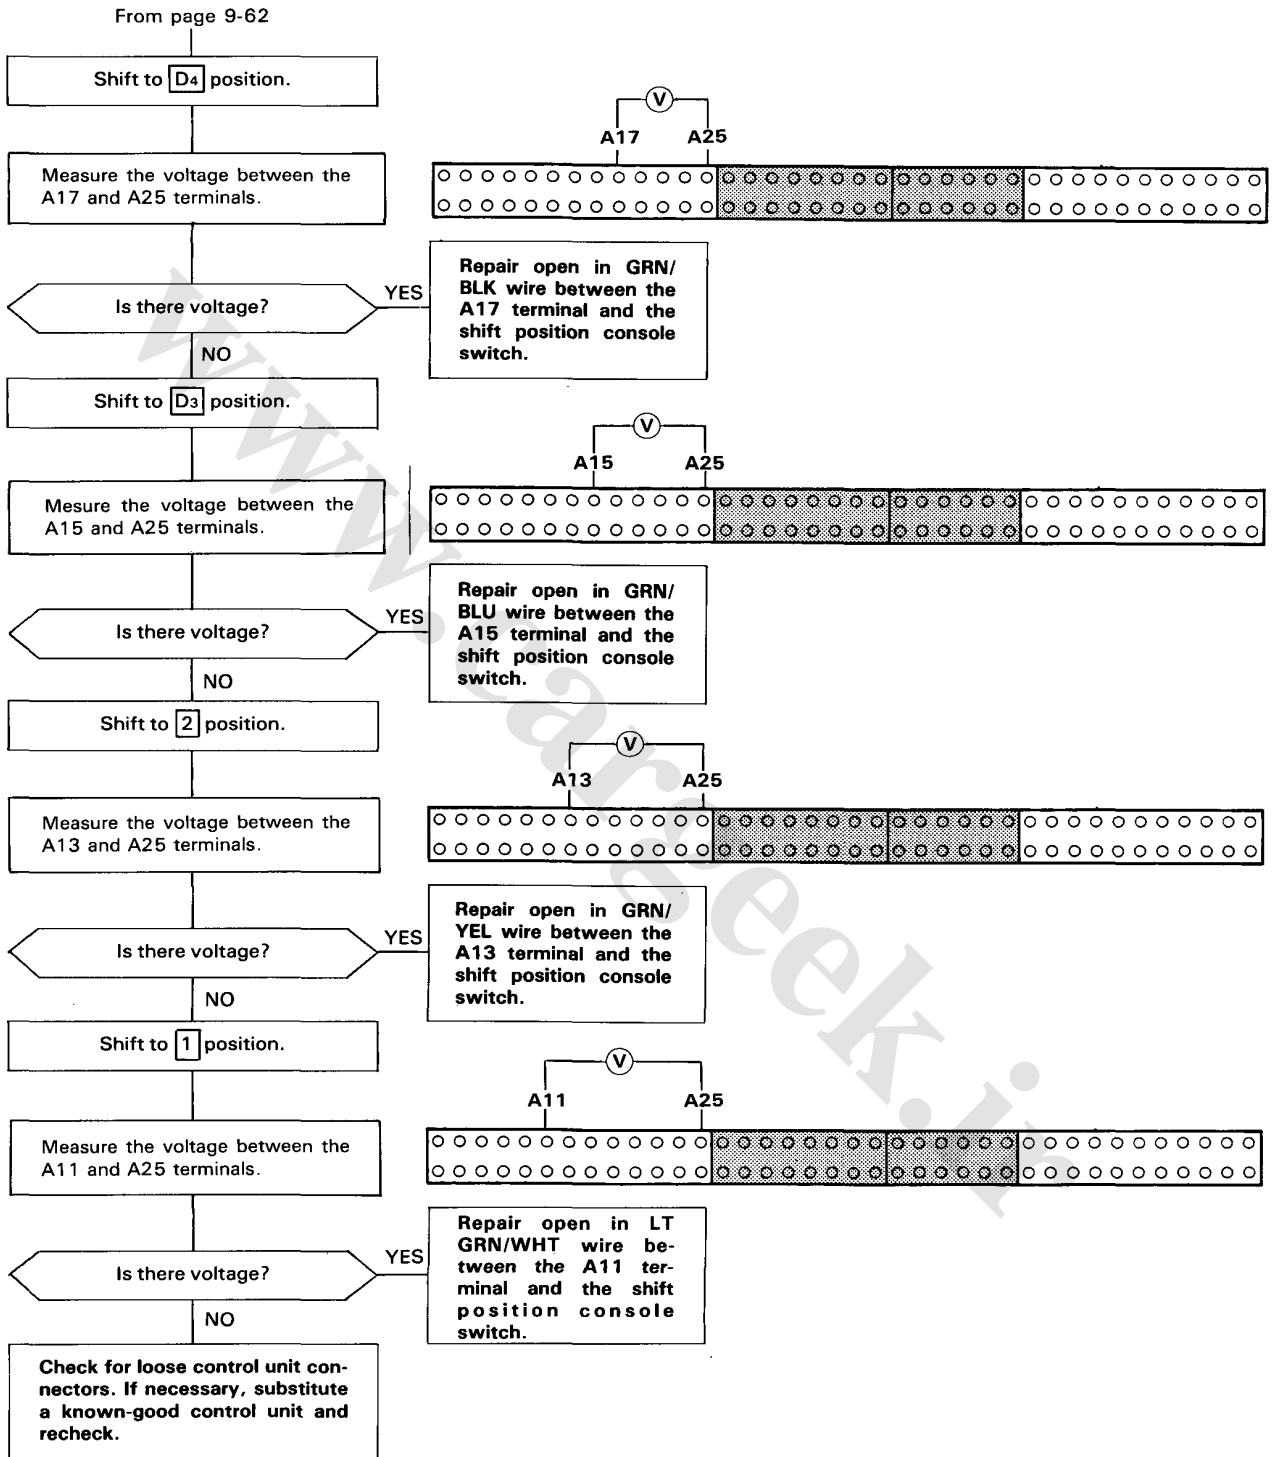 From page 9-62
Shift to D4 position.
Measure the voltage between the
A17 and A25 terminals.
V
A17 A25
Is there voltage?
YES
Repair open in GRN/
BLK wire between the
A17 terminal and the
shift position console
switch.
NO
Shift to D3 position.
Mesure the voltage between the
A15 and A25 terminals.
V
A15 A25
Is there voltage?
YES
Repair open in GRN/
BLU wire between the
A15 terminal and the
shift position console
switch.
NO
Shift to 2 position.
Measure the voltage between the
A13 and A25 terminals.
V
A13 A25
Is there voltage?
YES
Repair open in GRN/
YEL wire between the
A13 terminal and the
shift position console
switch.
NO
Shift to 1 position.
Measure the voltage between the
A11 and A25 terminals.
V
A11 A25
Is there voltage?
YES
Repair open in LT
GRN/WHT wire be-
tween the A11 ter-
minal and the shift
position console
switch.
NO
Check for loose control unit con-
nectors. If necessary, substitute
a known-good control unit and
recheck.
www.cargeek.ir